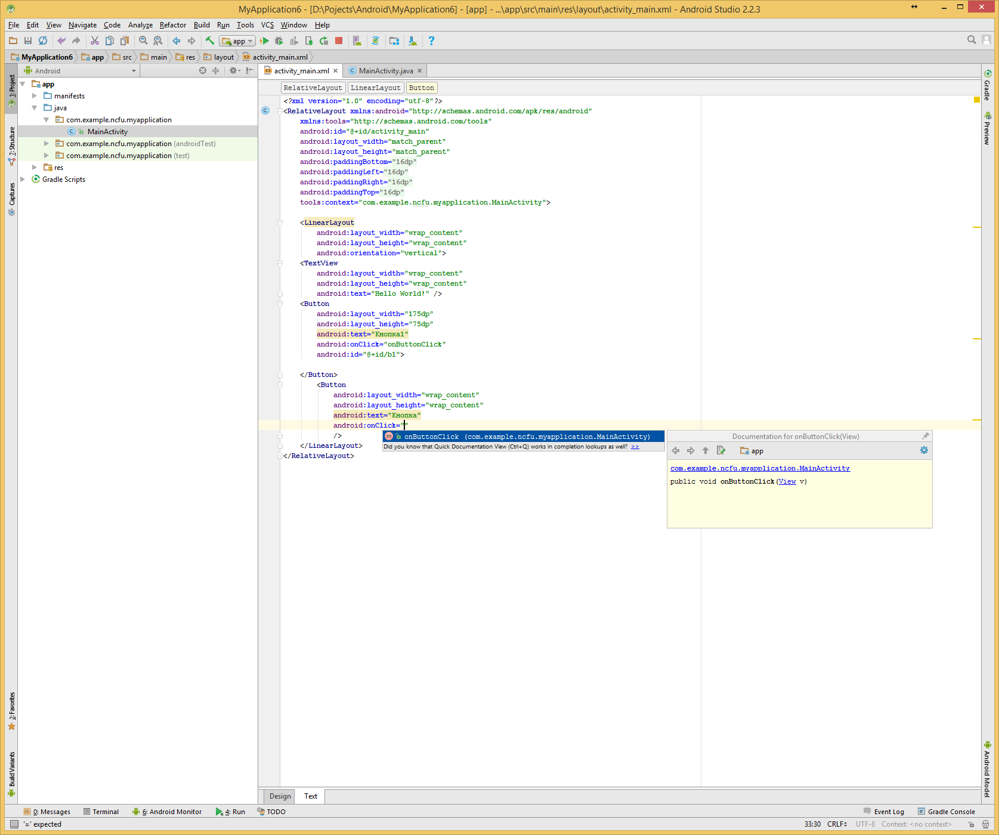 MyApplication6 - [D:\Pojects\Android\MyApplication6] - [app] - ...\app\src\main\res\layout\activity_main.xml - Android Studio 2.2.3
File Edit View Navigate Code Analyze Refactor Build Run Tools VCS Window Help
app
MyApplication6 app src main res layout activity_main.xml
Android
activity_main.xml MainActivity.java
1: Project
7: Structure
Captures
2: Favorites
Build Variants
app
manifests
java
com.example.ncfu.myapplication
MainActivity
com.example.ncfu.myapplication (androidTest)
com.example.ncfu.myapplication (test)
res
Gradle Scripts
RelativeLayout LinearLayout Button
<?xml version="1.0" encoding="utf-8"?>
<RelativeLayout xmlns:android="http://schemas.android.com/apk/res/android"
xmlns:tools="http://schemas.android.com/tools"
android:id="@+id/activity_main"
android:layout_width="match_parent"
android:layout_height="match_parent"
android:paddingBottom="16dp"
android:paddingLeft="16dp"
android:paddingRight="16dp"
android:paddingTop="16dp"
tools:context="com.example.ncfu.myapplication.MainActivity">
<LinearLayout
android:layout_width="wrap_content"
android:layout_height="wrap_content"
android:orientation="vertical">
<TextView
android:layout_width="wrap_content"
android:layout_height="wrap_content"
android:text="Hello World!" />
<Button
android:layout_width="175dp"
android:layout_height="75dp"
android:text="Кнопка1"
android:onClick="onButtonClick"
android:id="@+id/b1">
</Button>
<Button
android:layout_width="wrap_content"
android:layout_height="wrap_content"
android:text="Кнопка"
android:onClick=""
/>
</LinearLayout>
</RelativeLayout>
onButtonClick (com.example.ncfu.myapplication.MainActivity)
Did you know that Quick Documentation View (Ctrl+Q) works in completion lookups as well? >>
Documentation for onButtonClick(View)
app
com.example.ncfu.myapplication.MainActivity
public void onButtonClick(View v)
Gradle
Preview
Android Model
Design Text
0: Messages Terminal 6: Android Monitor 4: Run TODO Event Log Gradle Console
'=' expected 33:30 CRLF UTF-8 Context: <no context>